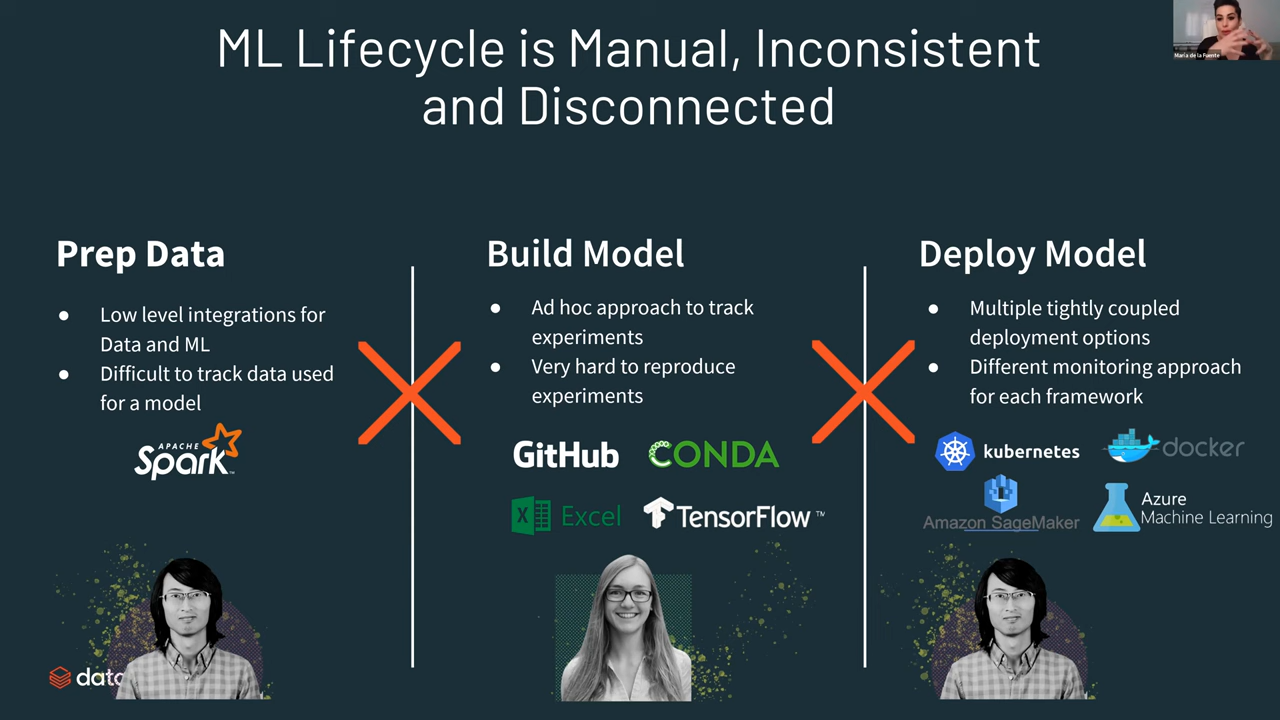 ML Lifecycle is Manual, Inconsistent
and Disconnected
Maria de la Fuente
Prep Data
● Low level integrations for
Data and ML
● Difficult to track data used
for a model
APACHE
Spark™
Build Model
● Ad hoc approach to track
experiments
● Very hard to reproduce
experiments
GitHub
CONDA
Excel
TensorFlow™
Deploy Model
● Multiple tightly coupled
deployment options
● Different monitoring approach
for each framework
kubernetes
docker
Amazon SageMaker
Azure
Machine Learning
data